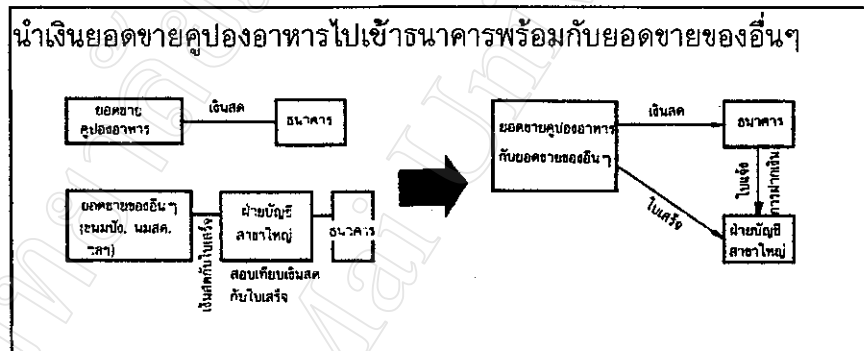 นำเงินยอดขายคูปองอาหารไปเข้าธนาคารพร้อมกับยอดขายของอื่นๆ
ยอดขาย
คูปองอาหาร
เงินสด
ธนาคาร
ยอดขายของอื่นๆ
(ขนมปัง, นมสด,
ฯลฯ)
เงินสดกับใบเสร็จ
ฝ่ายบัญชี
สาขาใหญ่
สอบเทียบเงินสด
กับใบเสร็จ
ธนาคาร
ยอดขายคูปองอาหาร
กับยอดขายของอื่นๆ
เงินสด
ธนาคาร
ใบแจ้ง
การฝากเงิน
ใบเสร็จ
ฝ่ายบัญชี
สาขาใหญ่